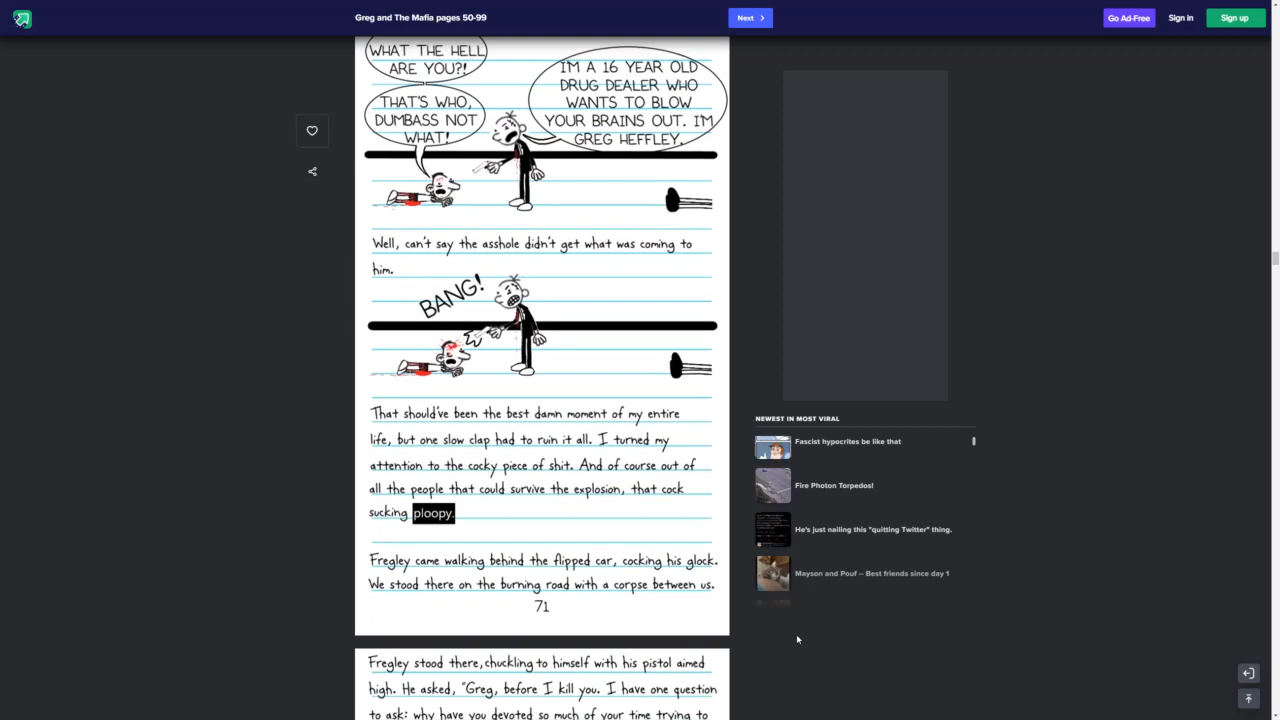 Greg and The Mafia pages 50-99
Next
Go Ad-Free
Sign in
Sign up
WHAT THE HELL
ARE YOU?!
THAT'S WHO,
DUMBASS NOT
WHAT!
I'M A 16 YEAR OLD
DRUG DEALER WHO
WANTS TO BLOW
YOUR BRAINS OUT. I'M
GREG HEFFLEY.
Well, can't say the asshole didn't get what was coming to
him.
BANG!
That should've been the best damn moment of my entire
life, but one slow clap had to ruin it all. I turned my
attention to the cocky piece of shit. And of course out of
all the people that could survive the explosion, that cock
sucking ploopy.
Fregley came walking behind the flipped car, cocking his glock.
We stood there on the burning road with a corpse between us.
71
Fregley stood there, chuckling to himself with his pistol aimed
high. He asked, "Greg, before I kill you. I have one question
to ask: why have you devoted so much of your time trying to
NEWEST IN MOST VIRAL
Fascist hypocrites be like that
Fire Photon Torpedos!
He's just nailing this "quitting Twitter" thing.
Mayson and Pouf -- Best friends since day 1